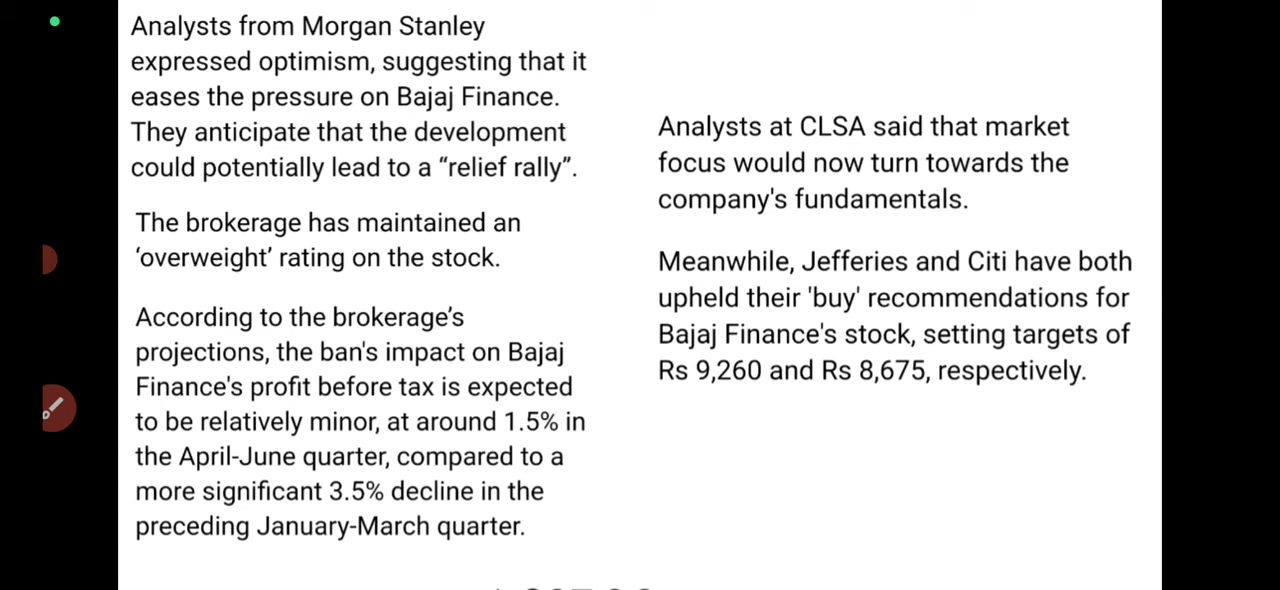 Analysts from Morgan Stanley
expressed optimism, suggesting that it
eases the pressure on Bajaj Finance.
They anticipate that the development
could potentially lead to a “relief rally”.
The brokerage has maintained an
‘overweight’ rating on the stock.
According to the brokerage’s
projections, the ban's impact on Bajaj
Finance's profit before tax is expected
to be relatively minor, at around 1.5% in
the April-June quarter, compared to a
more significant 3.5% decline in the
preceding January-March quarter.
Analysts at CLSA said that market
focus would now turn towards the
company's fundamentals.
Meanwhile, Jefferies and Citi have both
upheld their 'buy' recommendations for
Bajaj Finance's stock, setting targets of
Rs 9,260 and Rs 8,675, respectively.